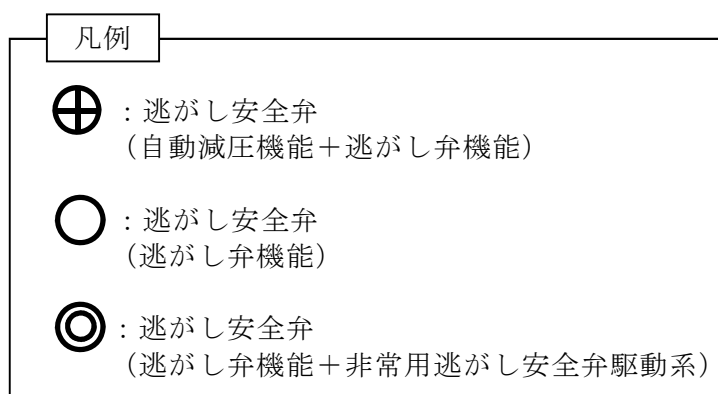 凡例
：逃がし安全弁
（自動減圧機能＋逃がし弁機能）
：逃がし安全弁
（逃がし弁機能）
：逃がし安全弁
（逃がし弁機能＋非常用逃がし安全弁駆動系）